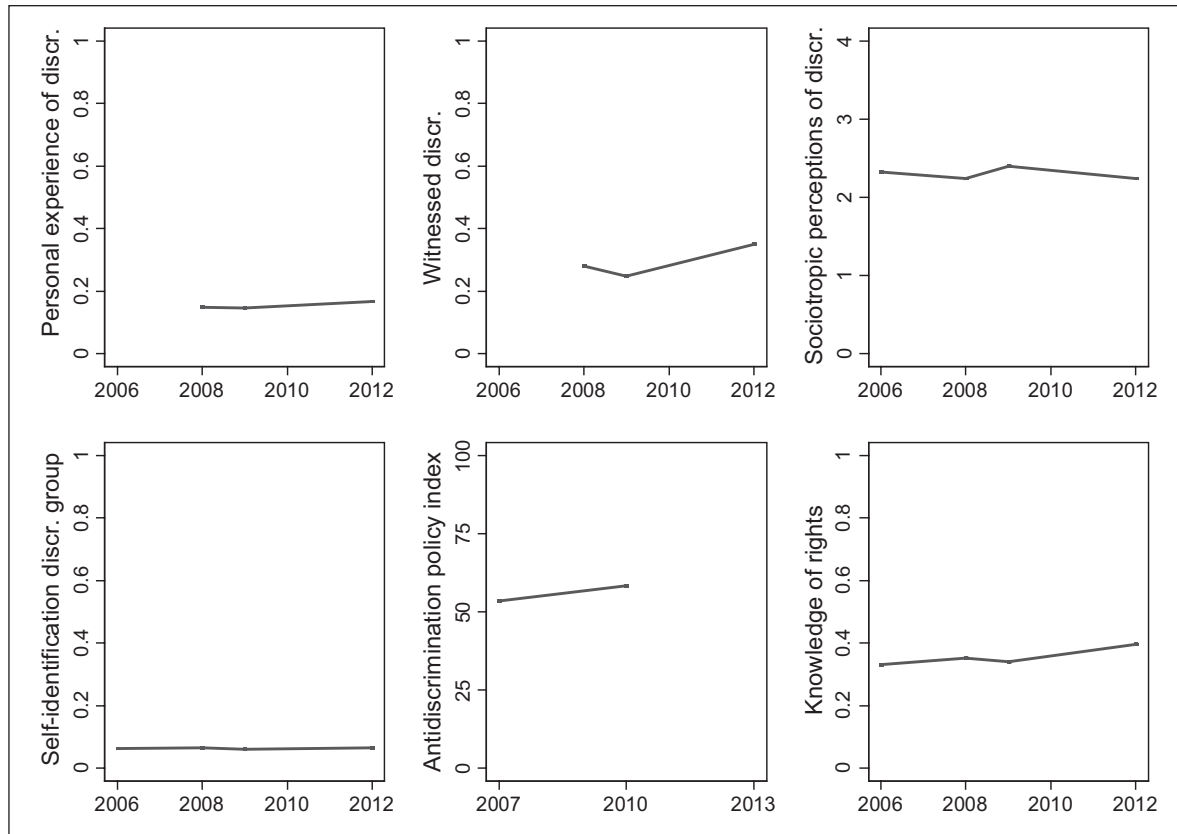 Personal experience of discr.
0
0.2
0.4
0.6
0.8
1
2006 2008 2010 2012
Witnessed discr.
0
0.2
0.4
0.6
0.8
1
2006 2008 2010 2012
Sociotropic perceptions of discr.
0
1
2
3
4
2006 2008 2010 2012
Self-identification discr. group
0
0.2
0.4
0.6
0.8
1
2006 2008 2010 2012
Antidiscrimination policy index
0
25
50
75
100
2007 2010 2013
Knowledge of rights
0
0.2
0.4
0.6
0.8
1
2006 2008 2010 2012